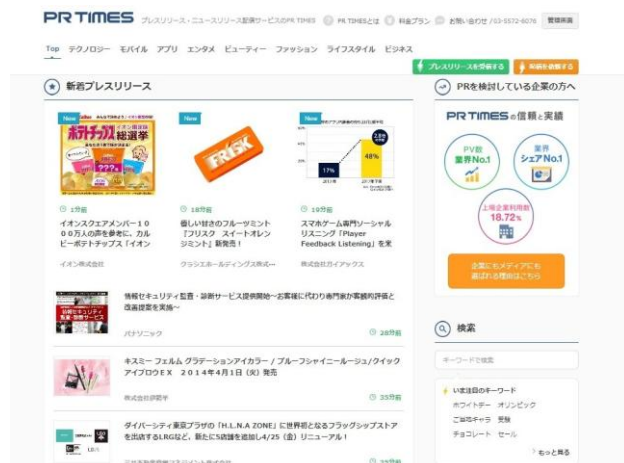 PR TIMES プレスリリース・ニュースリリース配信サービスのPR TIMES PR TIMESとは 料金プラン お問い合わせ /03-5572-6076 管理画面
Top テクノロジー モバイル アプリ エンタメ ビューティー ファッション ライフスタイル ビジネス
プレスリリースを受信する
新着プレスリリース
New
ポテトチップス
総選挙
1分前
イオンスクエアメンバー10
00万人の声を参考に、カル
ビーポテトチップス「イオン
イオン株式会社
New
FRISK
18分前
優しい甘さのフルーツミント
『フリスク スイートオレン
ジミント』新発売！
クラシエホールディングス株式…
New
17%
48%
19分前
スマホゲーム専門ソーシャル
リスニング「Player
Feedback Listening」を米
株式会社ガイアックス
情報セキュリティ
監査・診断サービス
情報セキュリティ監査・診断サービス提供開始～お客様に代わり専門家が客観的評価と
改善提案を実施～
パナソニック
28分前
キスミー フェルム グラデーションアイカラー / プルーフシャイニールージュ/クイック
アイブロウEX 2014年4月1日（火）発売
株式会社伊勢半
35分前
ダイバーシティ東京プラザの「H.L.N.A ZONE」に世界初となるフラッグシップストア
を出店するLRGなど、新たに5店舗を追加し4/25（金）リニューアル！
PRを検討している企業の方へ
PR TIMESの信頼と実績
PV数
業界No.1
業界
シェアNo.1
上場企業利用数
18.72%
企業にもメディアにも
選ばれる理由はこちら
検索
キーワードで検索
いま注目のキーワード
ホワイトデー オリンピック
ご当地キャラ 受験
チョコレート セール
もっと見る